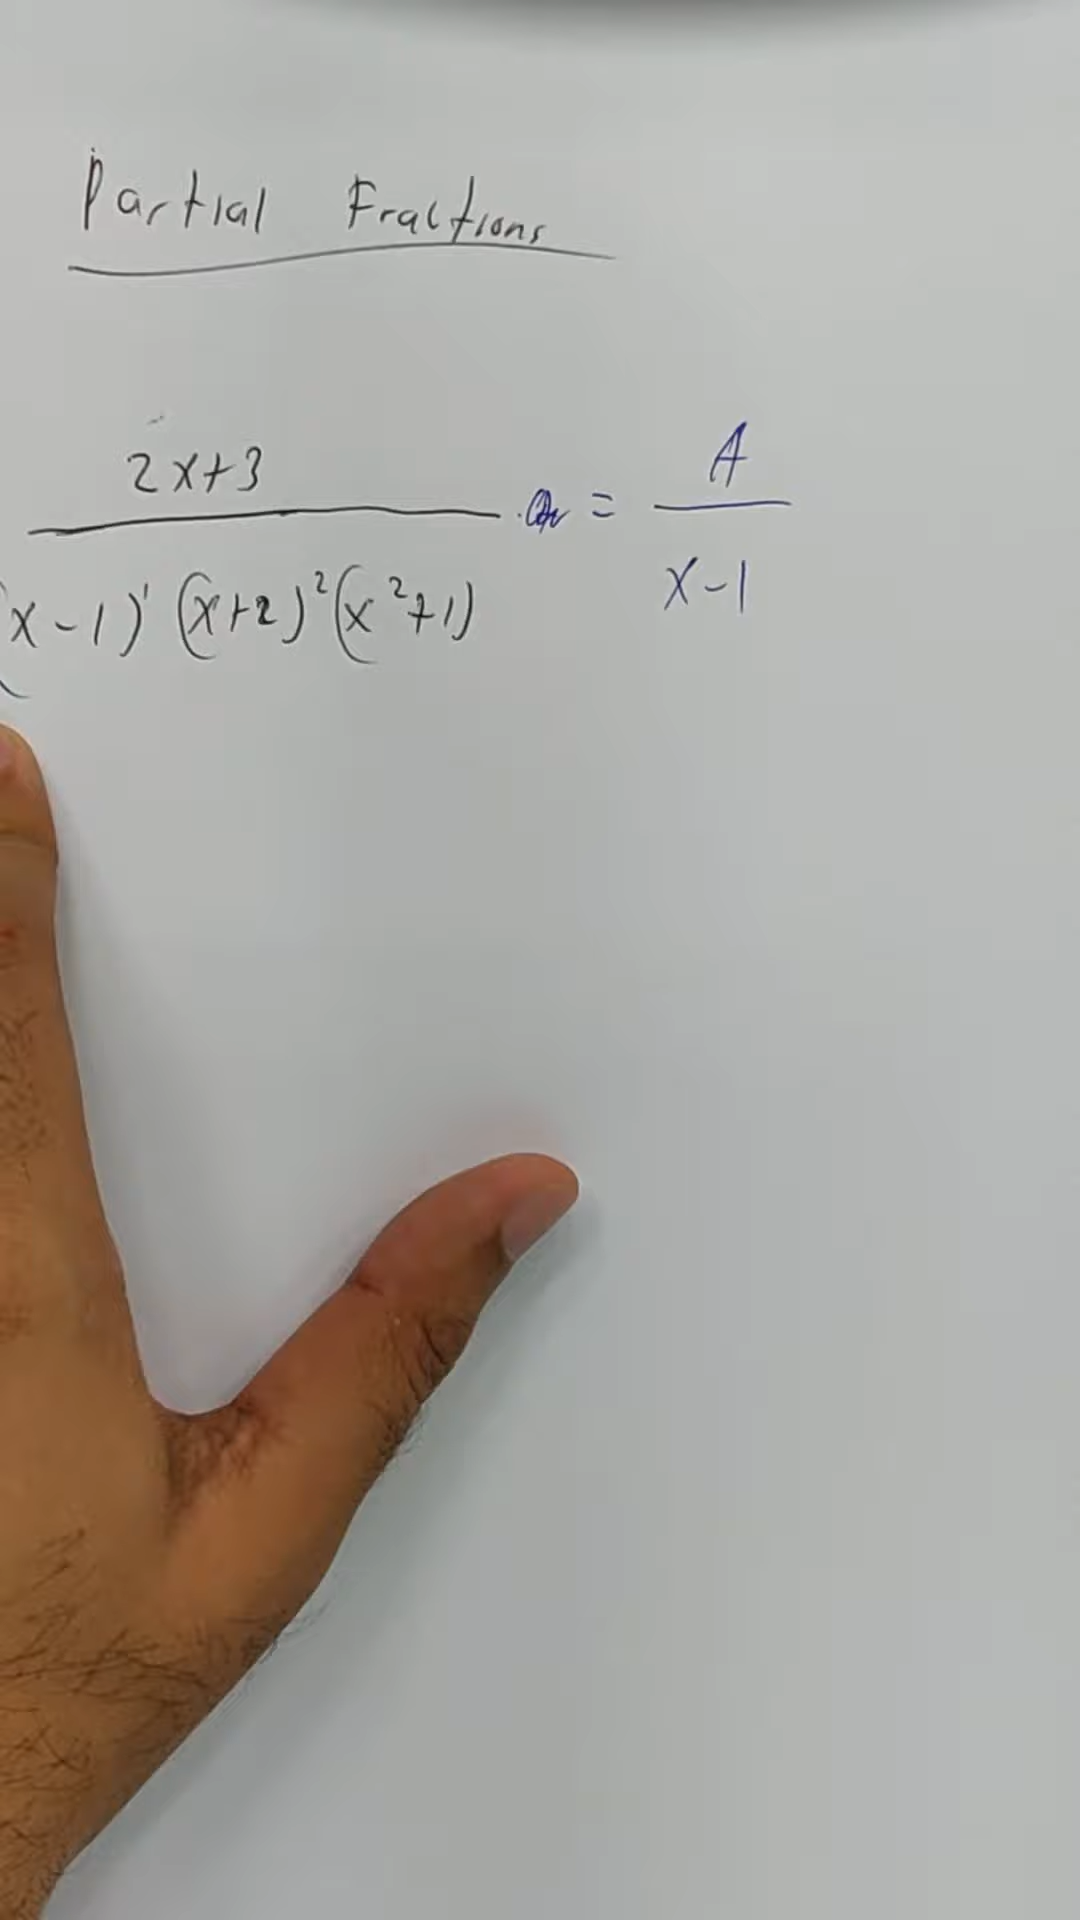 Partial Fractions
2x+3
= A
(x-1)¹ (x+2)²(x²+1) x-1